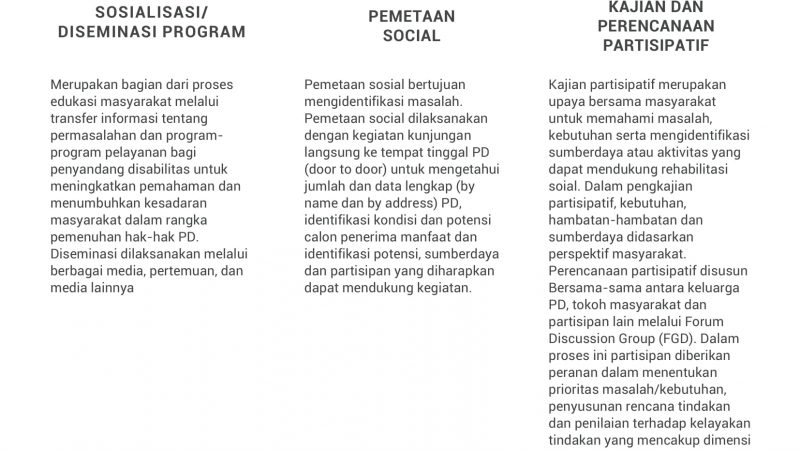 SOSIALISASI/
DISEMINASI PROGRAM
Merupakan bagian dari proses
edukasi masyarakat melalui
transfer informasi tentang
permasalahan dan program-
program pelayanan bagi
penyandang disabilitas untuk
meningkatkan pemahaman dan
menumbuhkan kesadaran
masyarakat dalam rangka
pemenuhan hak-hak PD.
Diseminasi dilaksanakan melalui
berbagai media, pertemuan, dan
media lainnya
PEMETAAN
SOCIAL
Pemetaan sosial bertujuan
mengidentifikasi masalah.
Pemetaan social dilaksanakan
dengan kegiatan kunjungan
langsung ke tempat tinggal PD
(door to door) untuk mengetahui
jumlah dan data lengkap (by
name dan by address) PD,
identifikasi kondisi dan potensi
calon penerima manfaat dan
identifikasi potensi, sumberdaya
dan partisipan yang diharapkan
dapat mendukung kegiatan.
KAJIAN DAN
PERENCANAAN
PARTISIPATIF
Kajian partisipatif merupakan
upaya bersama masyarakat
untuk memahami masalah,
kebutuhan serta mengidentifikasi
sumberdaya atau aktivitas yang
dapat mendukung rehabilitasi
soial. Dalam pengkajian
partisipatif, kebutuhan,
hambatan-hambatan dan
sumberdaya didasarkan
perspektif masyarakat.
Perencanaan partisipatif disusun
Bersama-sama antara keluarga
PD, tokoh masyarakat dan
partisipan lain melalui Forum
Discussion Group (FGD). Dalam
proses ini partisipan diberikan
peranan dalam menentukan
prioritas masalah/kebutuhan,
penyusunan rencana tindakan
dan penilaian terhadap kelayakan
tindakan yang mencakup dimensi